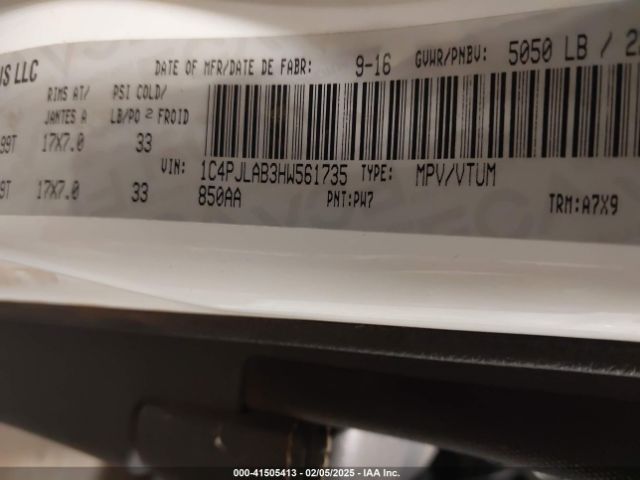 US LLC
DATE OF MFR/DATE DE FABR: 9-16 GVWR/PNBV: 5050 LB /
RIMS AT/ PSI COLD/
JANTES A LB/PO 2 FROID
99T 17X7.0 33
VIN: 1C4PJLAB3HW561735 TYPE: MPV/VTUM
9T 17X7.0 33 850AA PNT:PW7 TRM:A7X9
000-41505413 - 02/05/2025 - IAA Inc.